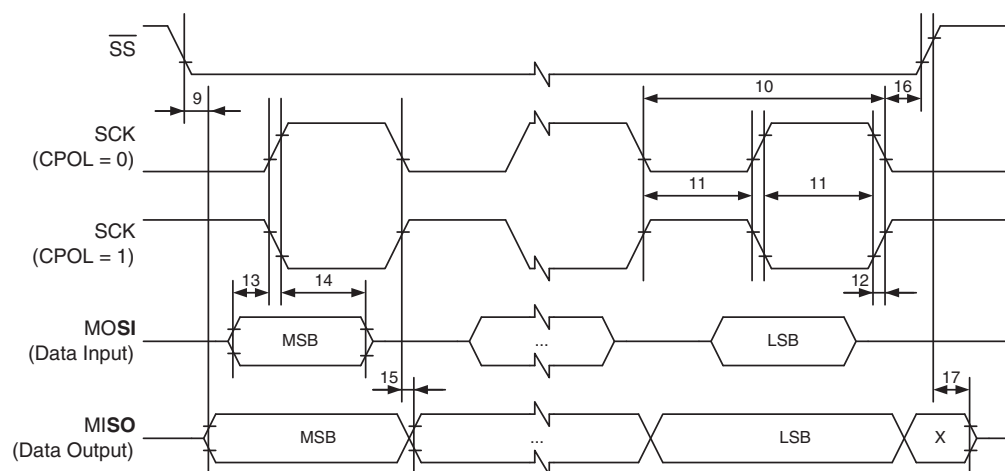 SS
9
10
16
SCK
(CPOL = 0)
11
11
SCK
(CPOL = 1)
13
14
12
MOSI
(Data Input)
MSB
...
LSB
15
17
MISO
(Data Output)
MSB
...
LSB
X